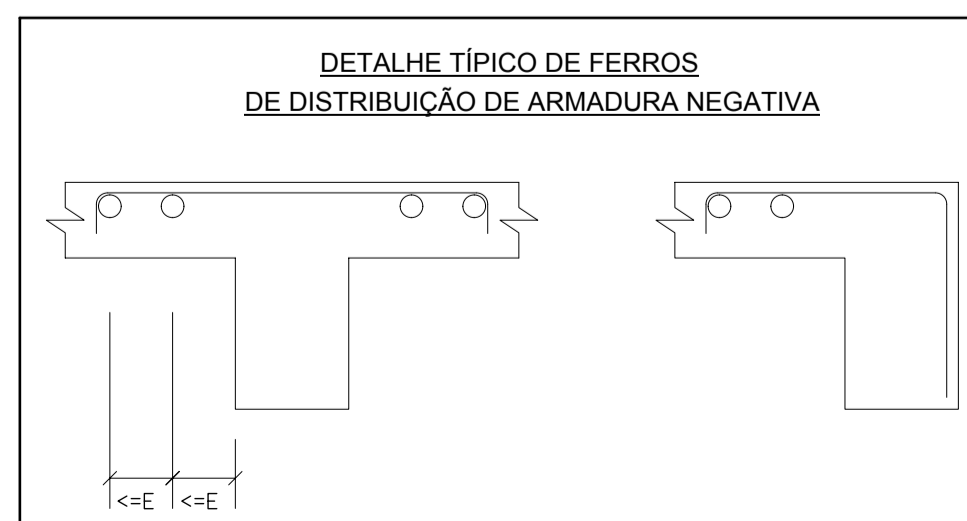 DETALHE TÍPICO DE FERROS
DE DISTRIBUIÇÃO DE ARMADURA NEGATIVA
<=E <=E